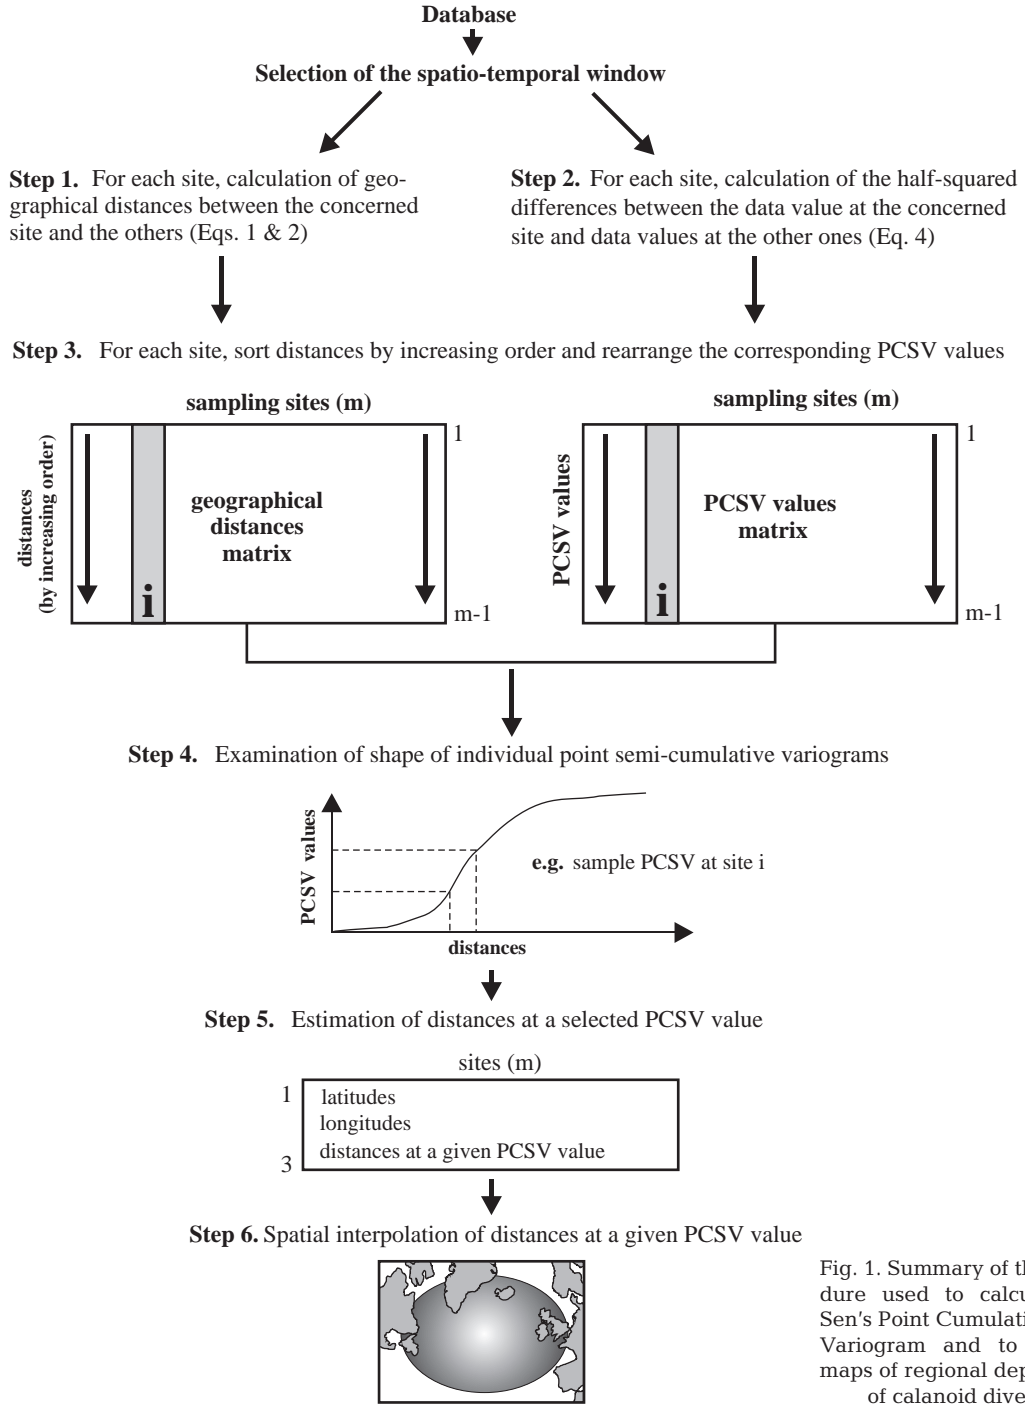 Database
Selection of the spatio-temporal window
Step 1. For each site, calculation of geo-
graphical distances between the concerned
site and the others (Eqs. 1 & 2)
Step 2. For each site, calculation of the half-squared
differences between the data value at the concerned
site and data values at the other ones (Eq. 4)
Step 3. For each site, sort distances by increasing order and rearrange the corresponding PCSV values
sampling sites (m)
distances
(by increasing order)
geographical
distances
matrix
i
1
m-1
sampling sites (m)
PCSV values
PCSV values
matrix
i
1
m-1
Step 4. Examination of shape of individual point semi-cumulative variograms
PCSV values
e.g. sample PCSV at site i
distances
Step 5. Estimation of distances at a selected PCSV value
sites (m)
1
latitudes
longitudes
distances at a given PCSV value
3
Step 6. Spatial interpolation of distances at a given PCSV value
Fig. 1. Summary of
dure used to
Sen's Point
Variogram and to
maps of regional
of calanoid